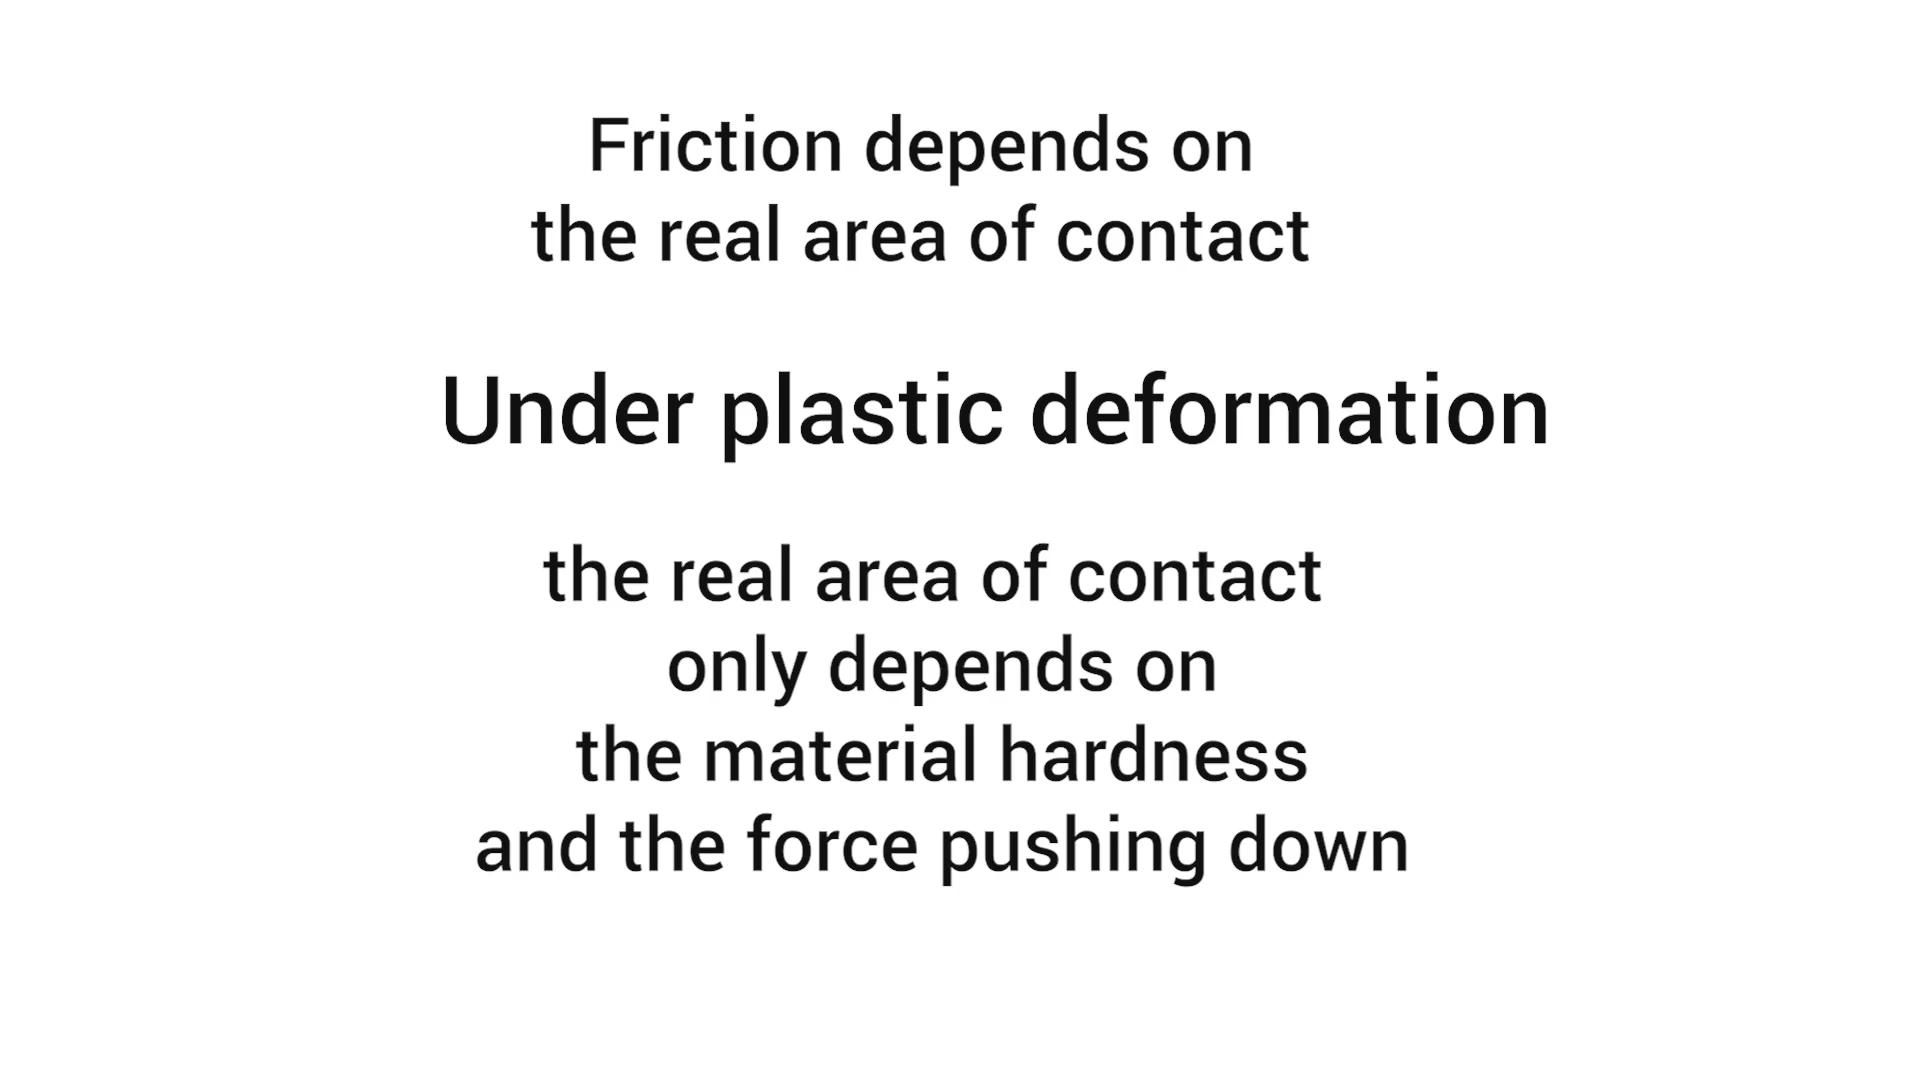 Friction depends on
the real area of contact
Under plastic deformation
the real area of contact
only depends on
the material hardness
and the force pushing down